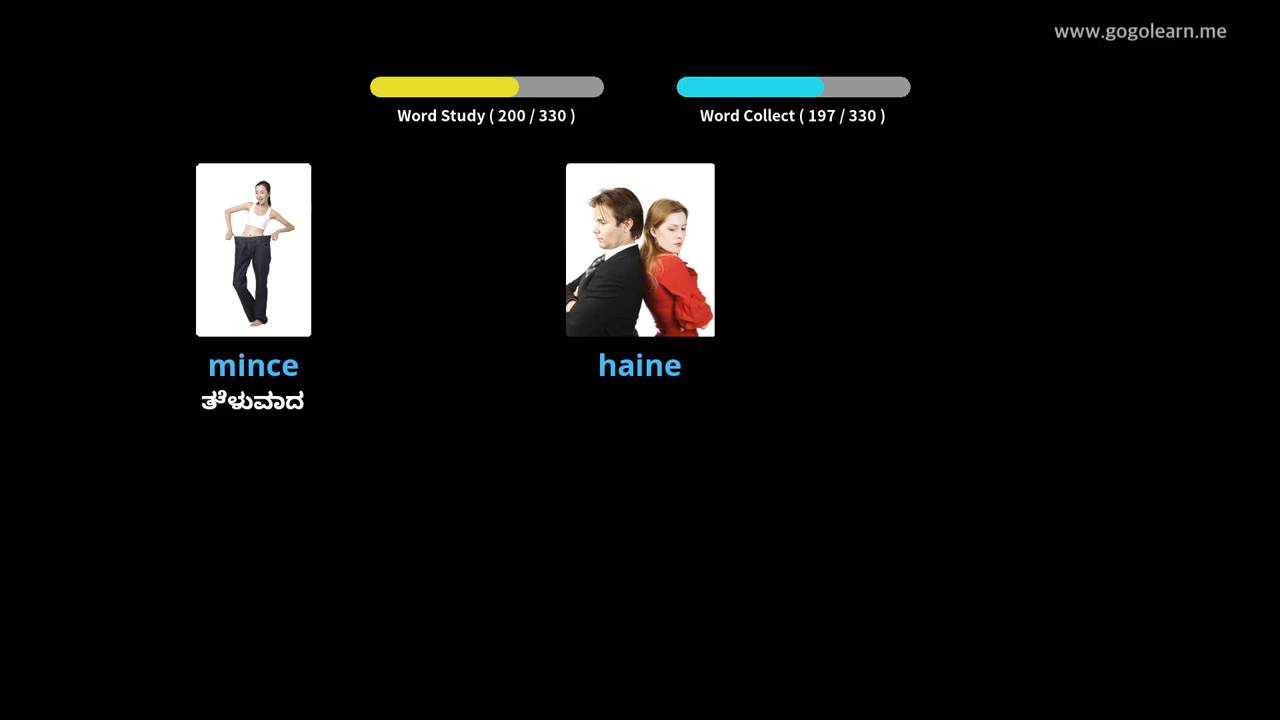 www.gogolearn.me
Word Study ( 200 / 330 )
Word Collect ( 197 / 330 )
mince
haine
ತೆಳುವಾದ